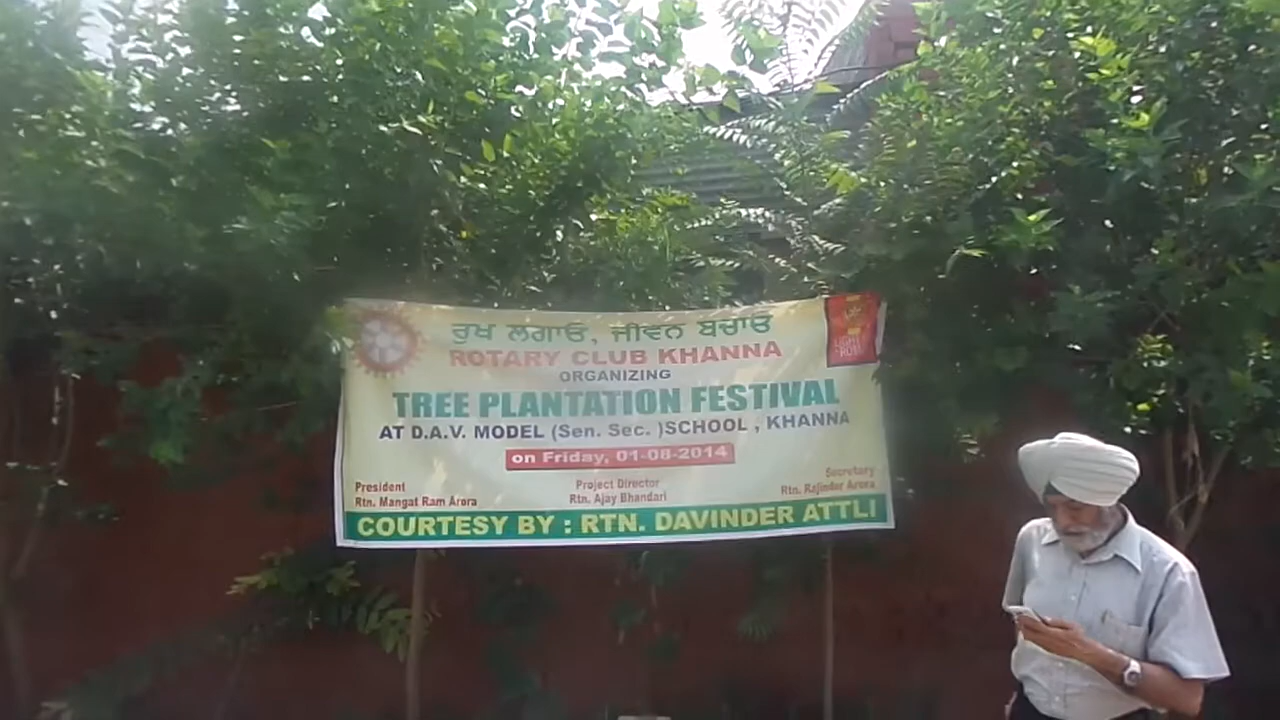 ਰੁਖ ਲਗਾਓ, ਜੀਵਨ ਬਚਾਓ
ROTARY CLUB KHANNA
ORGANIZING
TREE PLANTATION FESTIVAL
AT D.A.V. MODEL (Sen. Sec. )SCHOOL , KHANNA
on Friday, 01-08-2014
President
Rtn. Mangat Ram Arora
Project Director
Rtn. Ajay Bhandari
Secretary
Rtn. Rajinder Arora
COURTESY BY : RTN. DAVINDER ATTLI
LIGHT